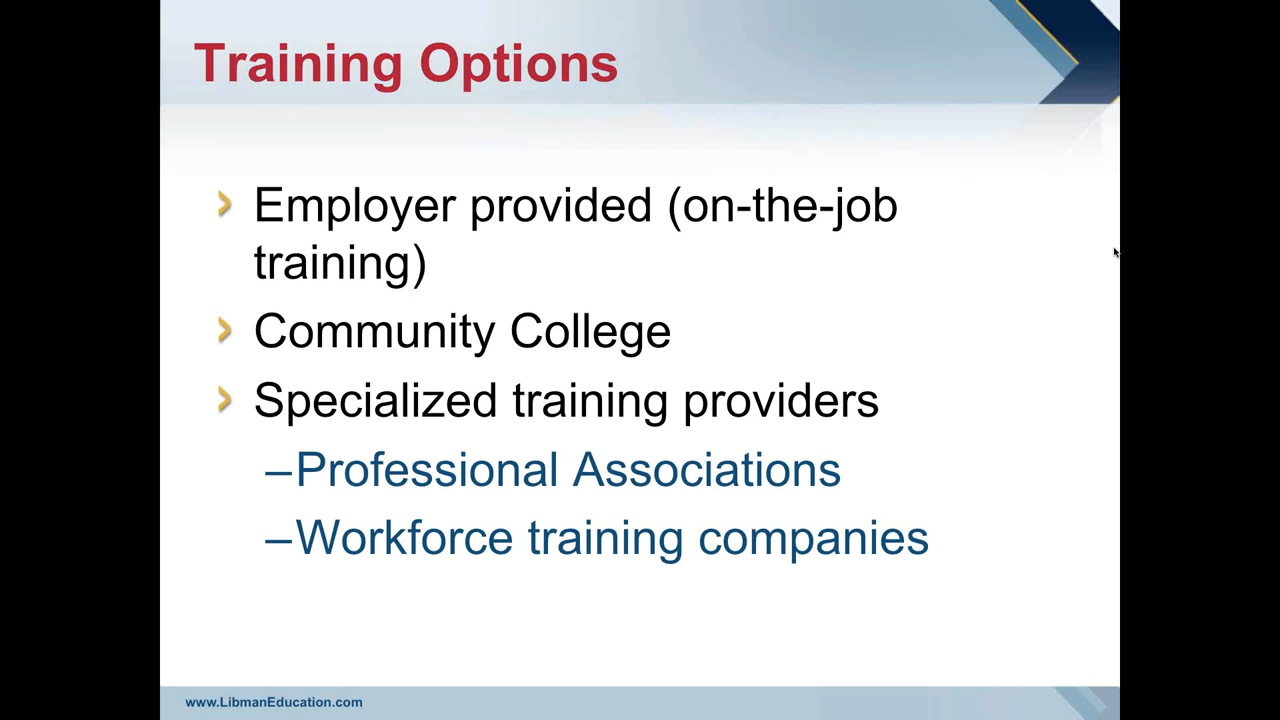 Training Options
Employer provided (on-the-job
training)
Community College
Specialized training providers
–Professional Associations
–Workforce training companies
www.LibmanEducation.com